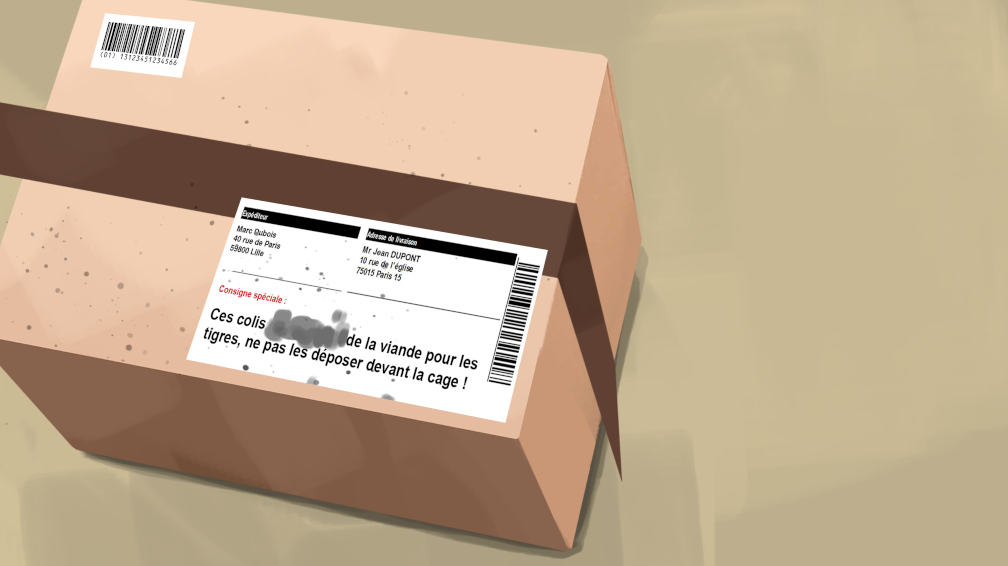 (01) 13123451234566
Expéditeur
Marc Dubois
40 rue de Paris
59800 Lille
Adresse de livraison
Mr Jean DUPONT
10 rue de l'église
75015 Paris 15
Consigne spéciale :
Ces colis de la viande pour les
tigres, ne pas les déposer devant la cage !